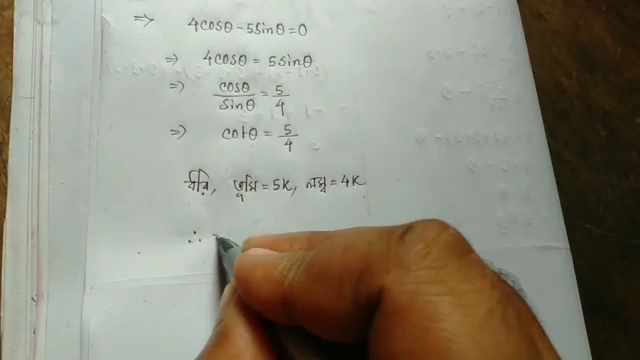 ⇒ 4cosθ - 5sinθ = 0
⇒ 4cosθ = 5sinθ
⇒ cosθ/sinθ = 5/4
⇒ cotθ = 5/4
ধরি, ভূমি = 5K, লম্ব = 4K
∴